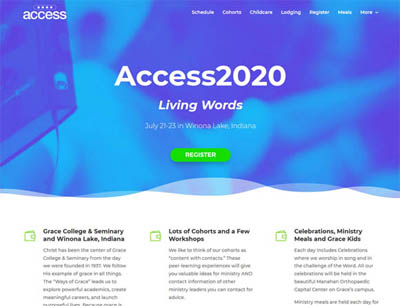 access
Schedule Cohorts Childcare Lodging Register Meals More
Access2020
Living Words
July 21-23 in Winona Lake, Indiana
REGISTER
Grace College & Seminary
and Winona Lake, Indiana
Christ has been the center of Grace
College & Seminary from the day
we were founded in 1937. We follow
His example of grace in all things.
The "Ways of Grace" leads us to
explore powerful academics, create
meaningful careers, and launch
purposeful lives. Because grace is
Lots of Cohorts and a Few
Workshops
We like to think of our cohorts as
"content with contacts." These
peer-learning experiences will give
you valuable ideas for ministry AND
contact information of other
ministry leaders you can contact for
advice.
Celebrations, Ministry
Meals and Grace Kids
Each day includes Celebrations
where we worship in song and in
the challenge of the Word. All our
celebrations will be held in the
beautiful Manahan Orthopaedic
Capital Center on Grace's campus.
Ministry meals will be held each day for